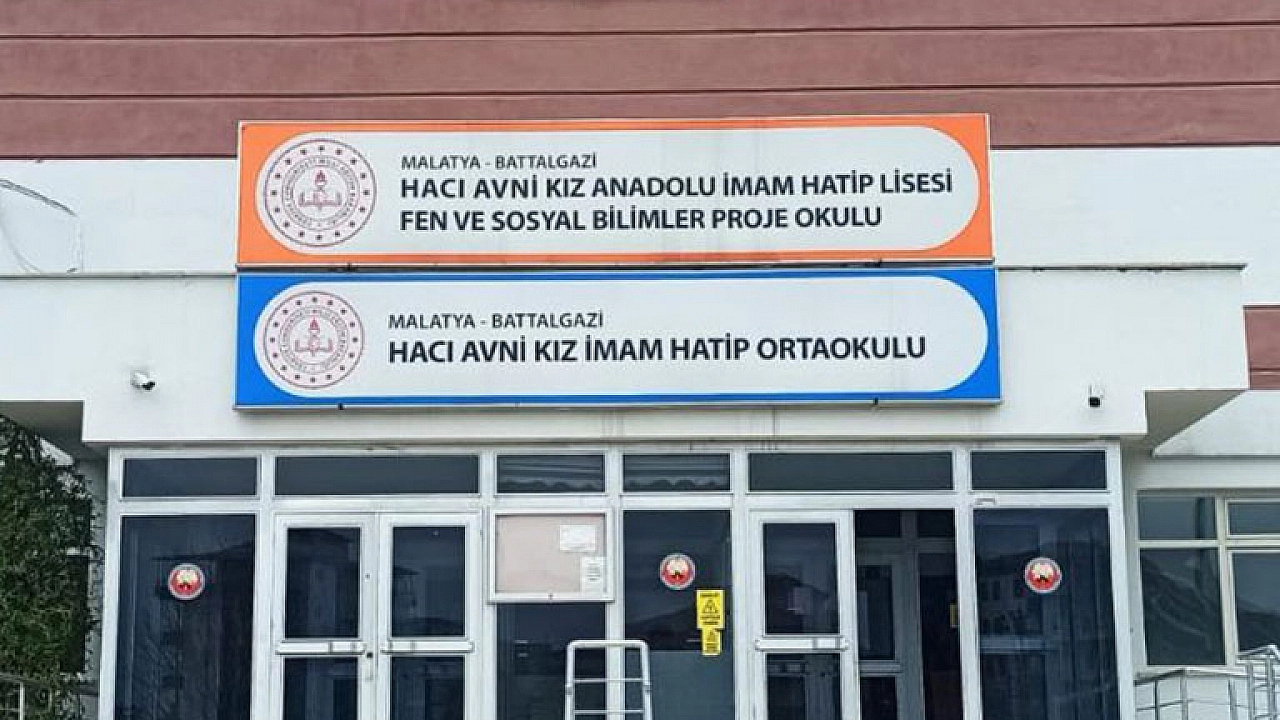 MALATYA - BATTALGAZİ
HACI AVNİ KIZ ANADOLU İMAM HATİP LİSESİ
FEN VE SOSYAL BİLİMLER PROJE OKULU
MALATYA - BATTALGAZİ
HACI AVNİ KIZ İMAM HATİP ORTAOKULU